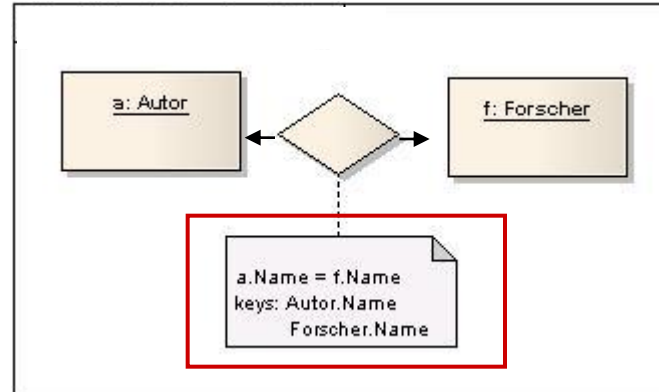 a: Autor
f: Forscher
a.Name = f.Name
keys: Autor.Name
Forscher.Name